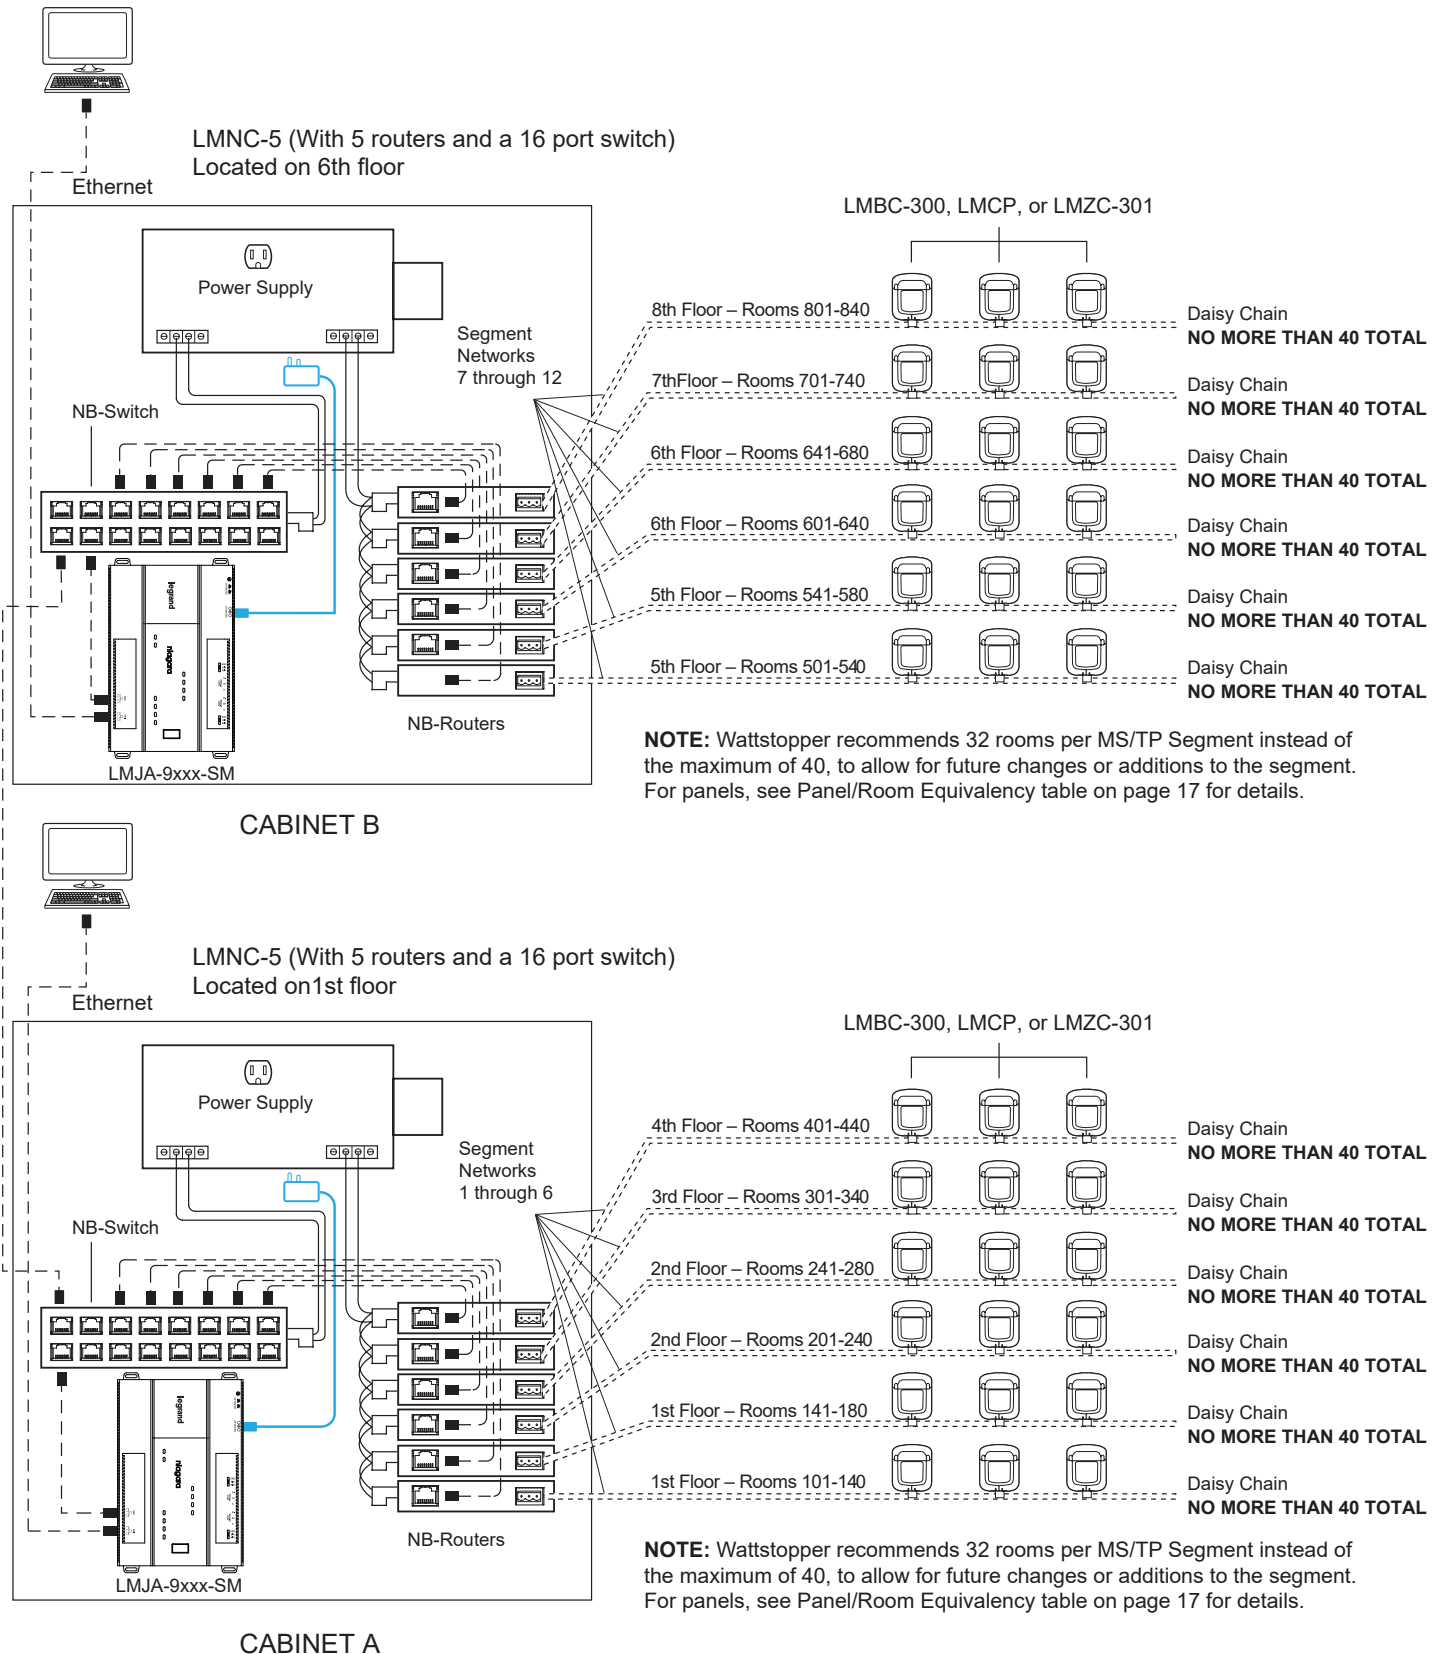 LMNC-5 (With 5 routers and a 16 port switch)
Located on 6th floor
Ethernet
LMBC-300, LMCP, or LMZC-301
Power Supply
Segment
Networks
7 through 12
NB-Switch
8th Floor – Rooms 801-840
Daisy Chain
NO MORE THAN 40 TOTAL
7thFloor – Rooms 701-740
Daisy Chain
NO MORE THAN 40 TOTAL
6th Floor – Rooms 641-680
Daisy Chain
NO MORE THAN 40 TOTAL
6th Floor – Rooms 601-640
Daisy Chain
NO MORE THAN 40 TOTAL
5th Floor – Rooms 541-580
Daisy Chain
NO MORE THAN 40 TOTAL
5th Floor – Rooms 501-540
Daisy Chain
NO MORE THAN 40 TOTAL
legrand
niagara
NB-Routers
LMJA-9xxx-SM
NOTE: Wattstopper recommends 32 rooms per MS/TP Segment instead of
the maximum of 40, to allow for future changes or additions to the segment.
For panels, see Panel/Room Equivalency table on page 17 for details.
CABINET B
LMNC-5 (With 5 routers and a 16 port switch)
Located on1st floor
Ethernet
LMBC-300, LMCP, or LMZC-301
Power Supply
Segment
Networks
1 through 6
NB-Switch
4th Floor – Rooms 401-440
Daisy Chain
NO MORE THAN 40 TOTAL
3rd Floor – Rooms 301-340
Daisy Chain
NO MORE THAN 40 TOTAL
2nd Floor – Rooms 241-280
Daisy Chain
NO MORE THAN 40 TOTAL
2nd Floor – Rooms 201-240
Daisy Chain
NO MORE THAN 40 TOTAL
1st Floor – Rooms 141-180
Daisy Chain
NO MORE THAN 40 TOTAL
1st Floor – Rooms 101-140
Daisy Chain
NO MORE THAN 40 TOTAL
legrand
niagara
NB-Routers
LMJA-9xxx-SM
NOTE: Wattstopper recommends 32 rooms per MS/TP Segment instead of
the maximum of 40, to allow for future changes or additions to the segment.
For panels, see Panel/Room Equivalency table on page 17 for details.
CABINET A